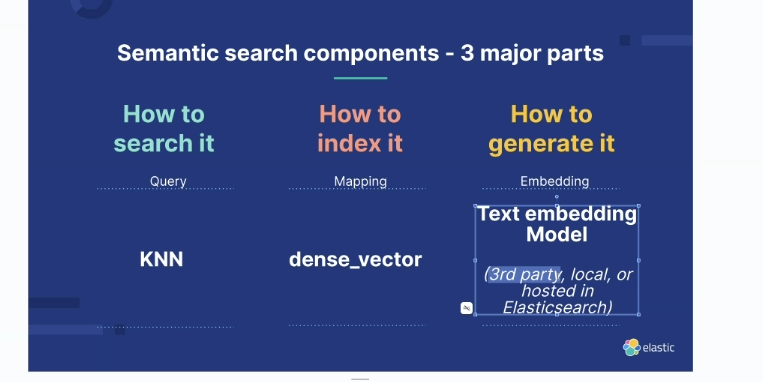 Semantic search components - 3 major parts
How to
search it
Query
KNN
How to
index it
Mapping
dense_vector
How to
generate it
Embedding
Text embedding
Model
(3rd party, local, or
hosted in
Elasticsearch)
elastic